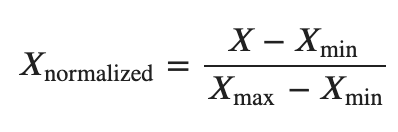 X_normalized = (X − X_min) / (X_max − X_min)